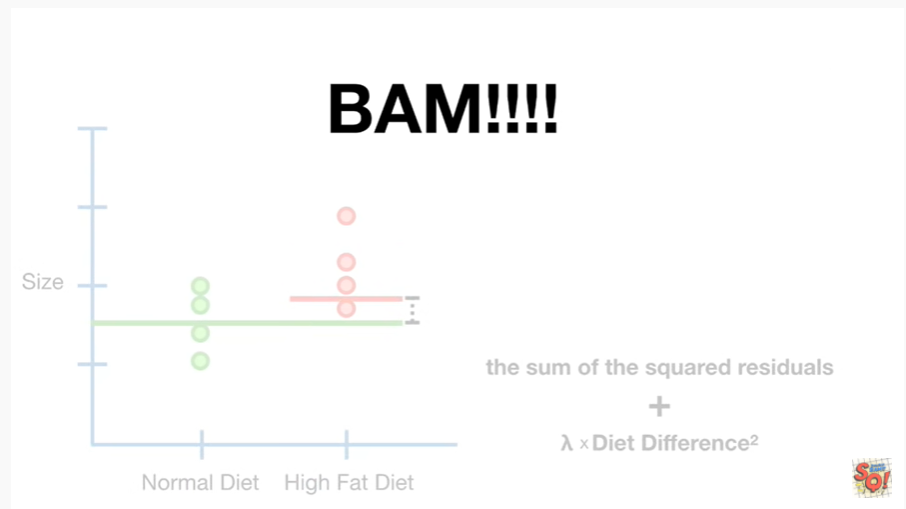 BAM!!!!
Size
the sum of the squared residuals
+
λ ×Diet Difference²
Normal Diet High Fat Diet